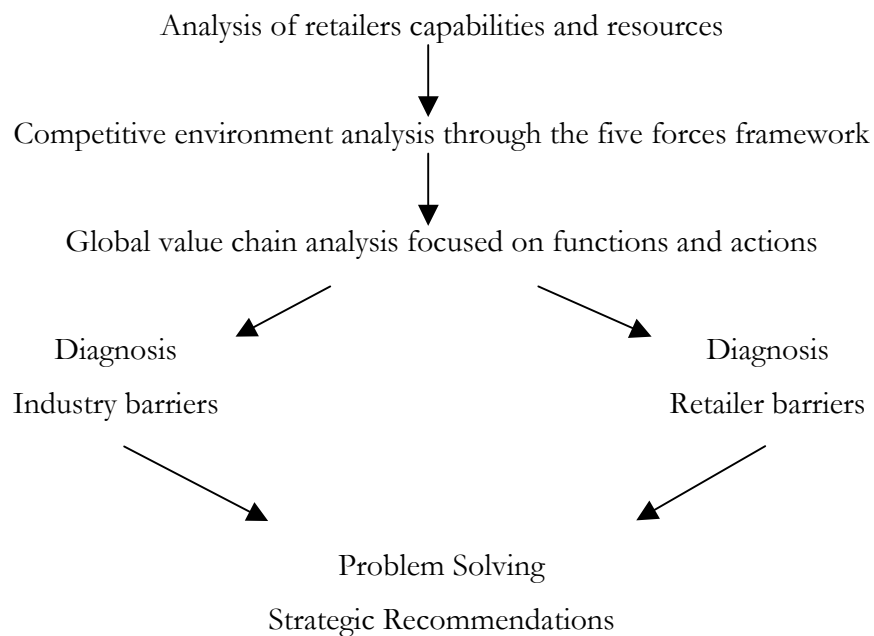 Analysis of retailers capabilities and resources
Competitive environment analysis through the five forces framework
Global value chain analysis focused on functions and actions
Diagnosis
Industry barriers
Diagnosis
Retailer barriers
Problem Solving
Strategic Recommendations